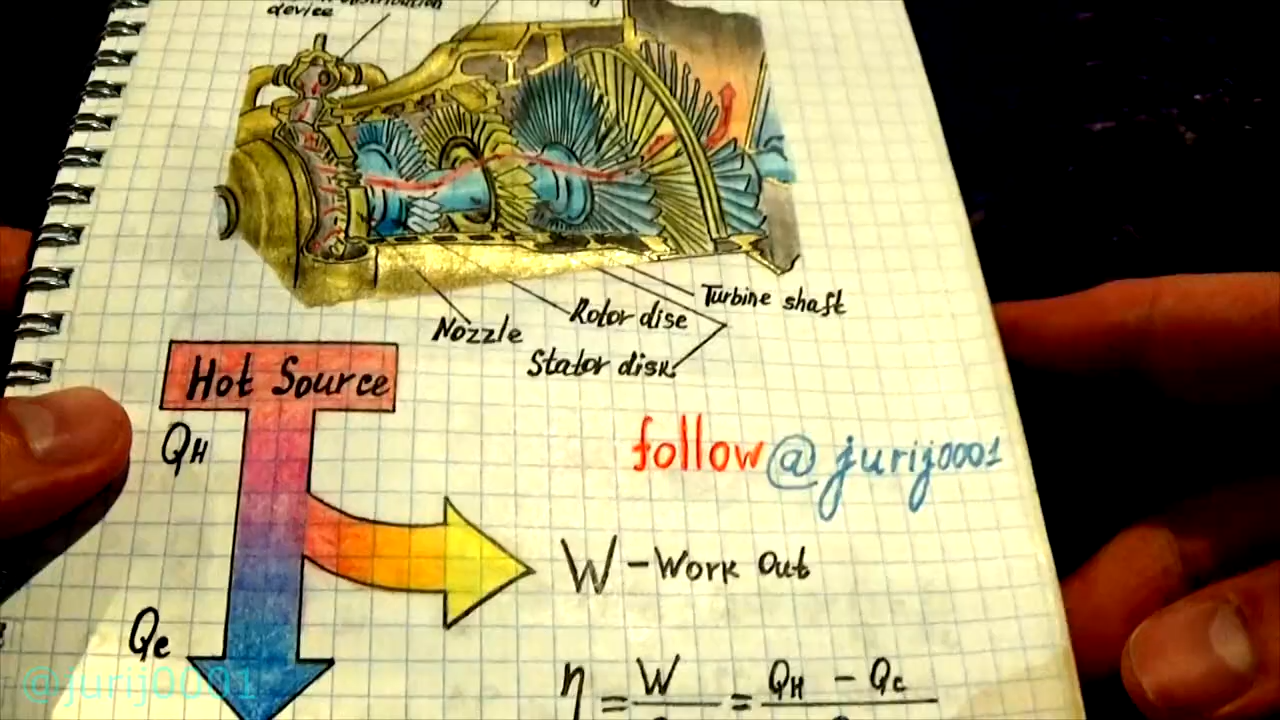 device
Turbine shaft
Rotor disc
Nozzle
Stator disk
Hot Source
QH
follow @jurij0001
W - Work Out
Qc
η = W = QH - Qc
@jurij0001